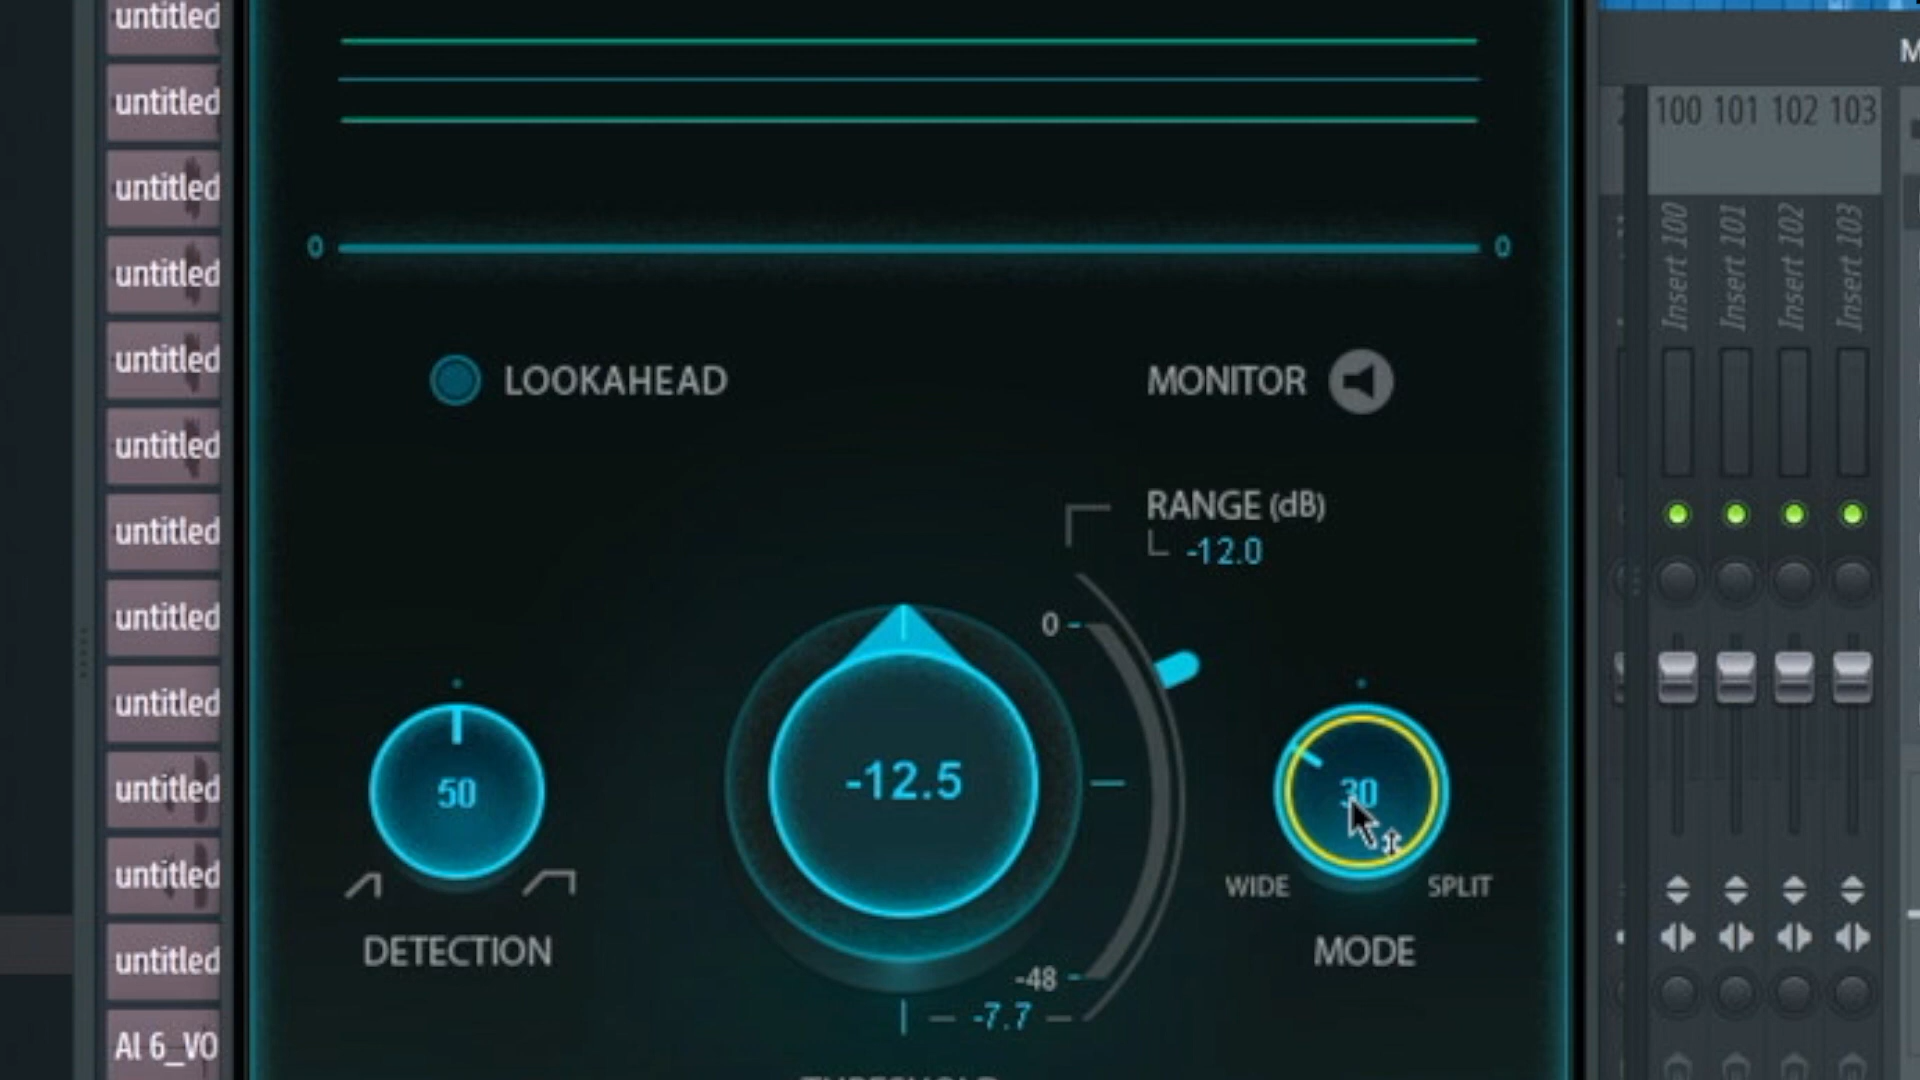 untitled
untitled
untitled
untitled
untitled
untitled
untitled
untitled
untitled
untitled
untitled
untitled
Al 6_VO
0
0
LOOKAHEAD
MONITOR
RANGE (dB)
-12.0
0
50
-12.5
30
WIDE
SPLIT
DETECTION
MODE
-48
-7.7
THRESHOLD
M
100 101 102 103
Insert 100
Insert 101
Insert 102
Insert 103